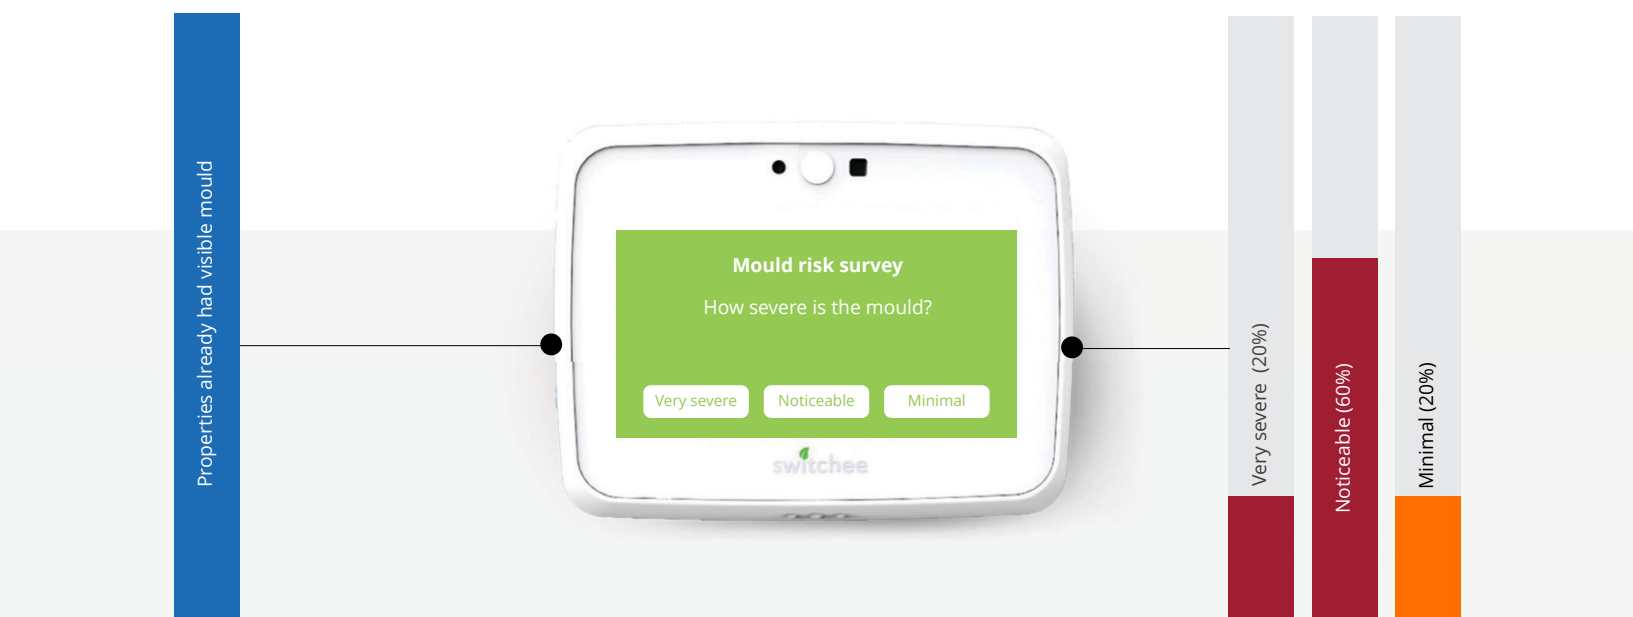 Properties already had visible mould
Mould risk survey
How severe is the mould?
Very severe
Noticeable
Minimal
switchee
Very severe (20%)
Noticeable (60%)
Minimal (20%)